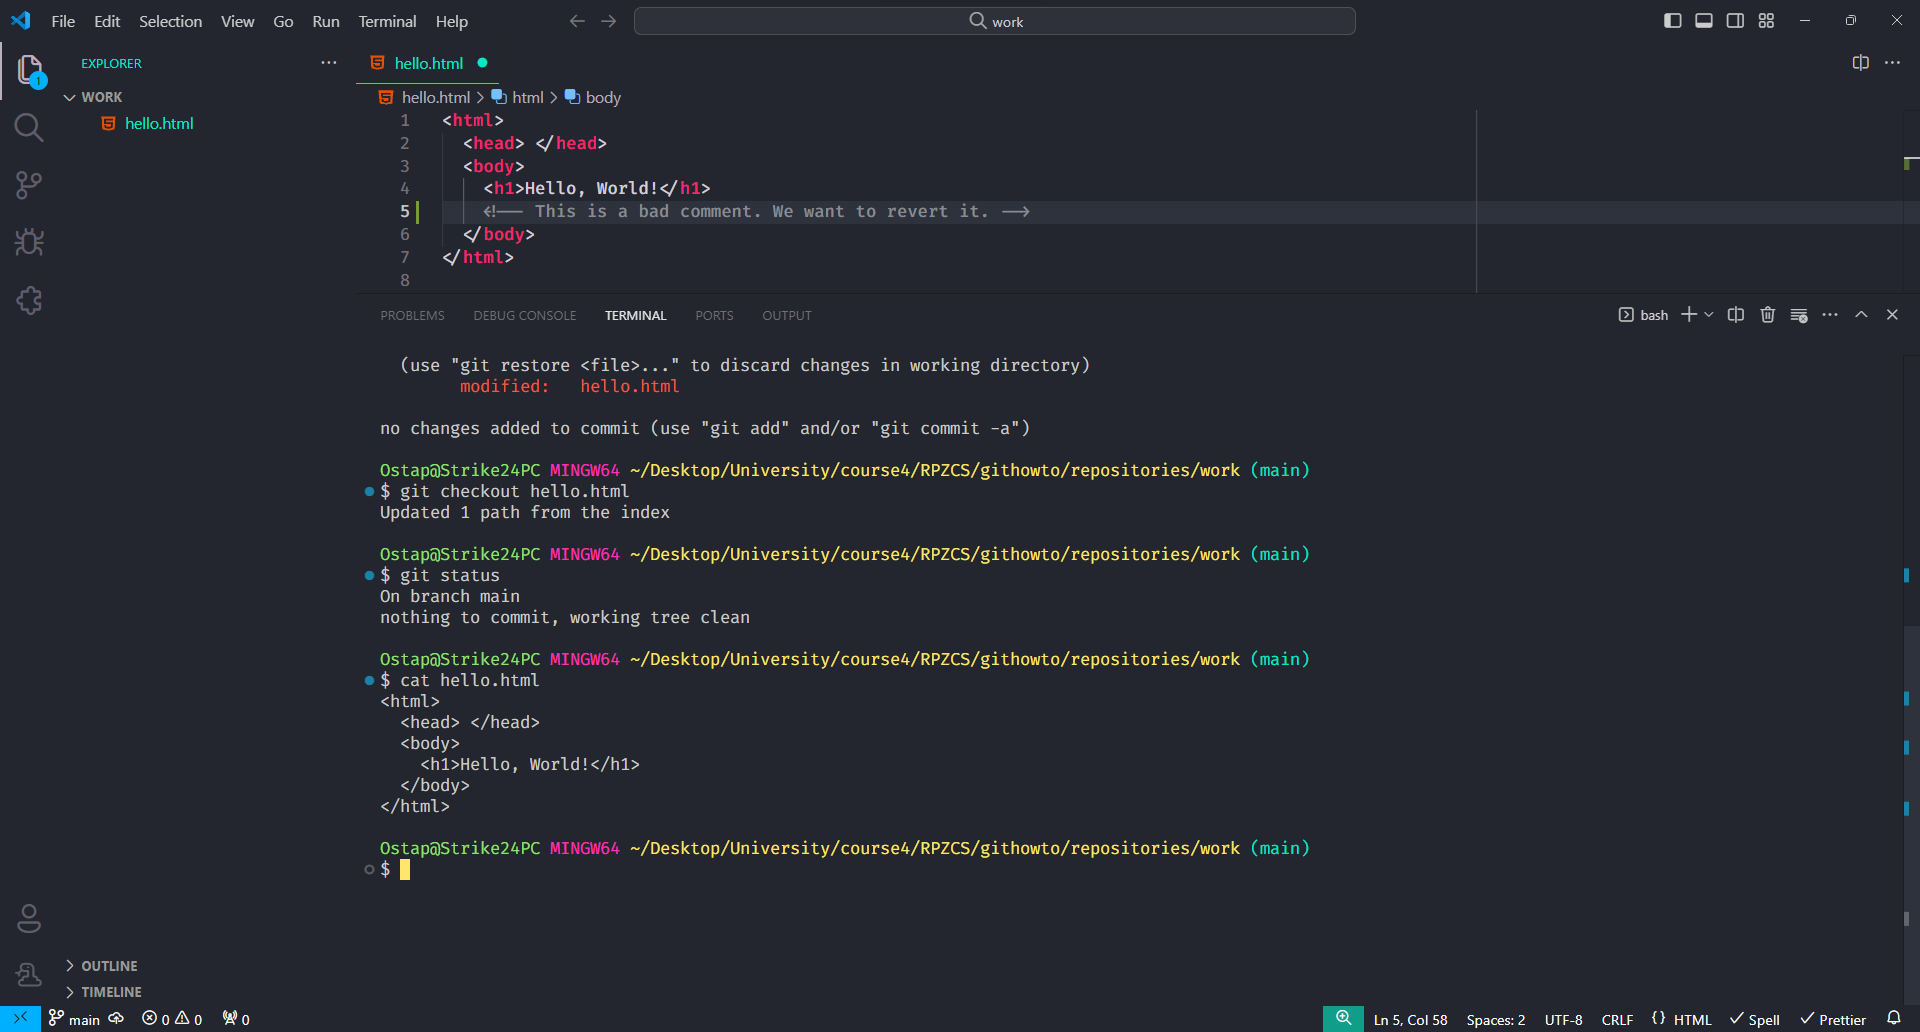 File Edit Selection View Go Run Terminal Help
work
EXPLORER
WORK
hello.html
1
hello.html
hello.html > html > body
1 <html>
2 <head> </head>
3 <body>
4 <h1>Hello, World!</h1>
5 <!-- This is a bad comment. We want to revert it. -->
6 </body>
7 </html>
8
PROBLEMS DEBUG CONSOLE TERMINAL PORTS OUTPUT
bash
(use "git restore <file>..." to discard changes in working directory)
modified: hello.html
no changes added to commit (use "git add" and/or "git commit -a")
Ostap@Strike24PC MINGW64 ~/Desktop/University/course4/RPZCS/githowto/repositories/work (main)
$ git checkout hello.html
Updated 1 path from the index
Ostap@Strike24PC MINGW64 ~/Desktop/University/course4/RPZCS/githowto/repositories/work (main)
$ git status
On branch main
nothing to commit, working tree clean
Ostap@Strike24PC MINGW64 ~/Desktop/University/course4/RPZCS/githowto/repositories/work (main)
$ cat hello.html
<html>
<head> </head>
<body>
<h1>Hello, World!</h1>
</body>
</html>
Ostap@Strike24PC MINGW64 ~/Desktop/University/course4/RPZCS/githowto/repositories/work (main)
$
OUTLINE
TIMELINE
main 0 0 0
Ln 5, Col 58 Spaces: 2 UTF-8 CRLF {} HTML Spell Prettier